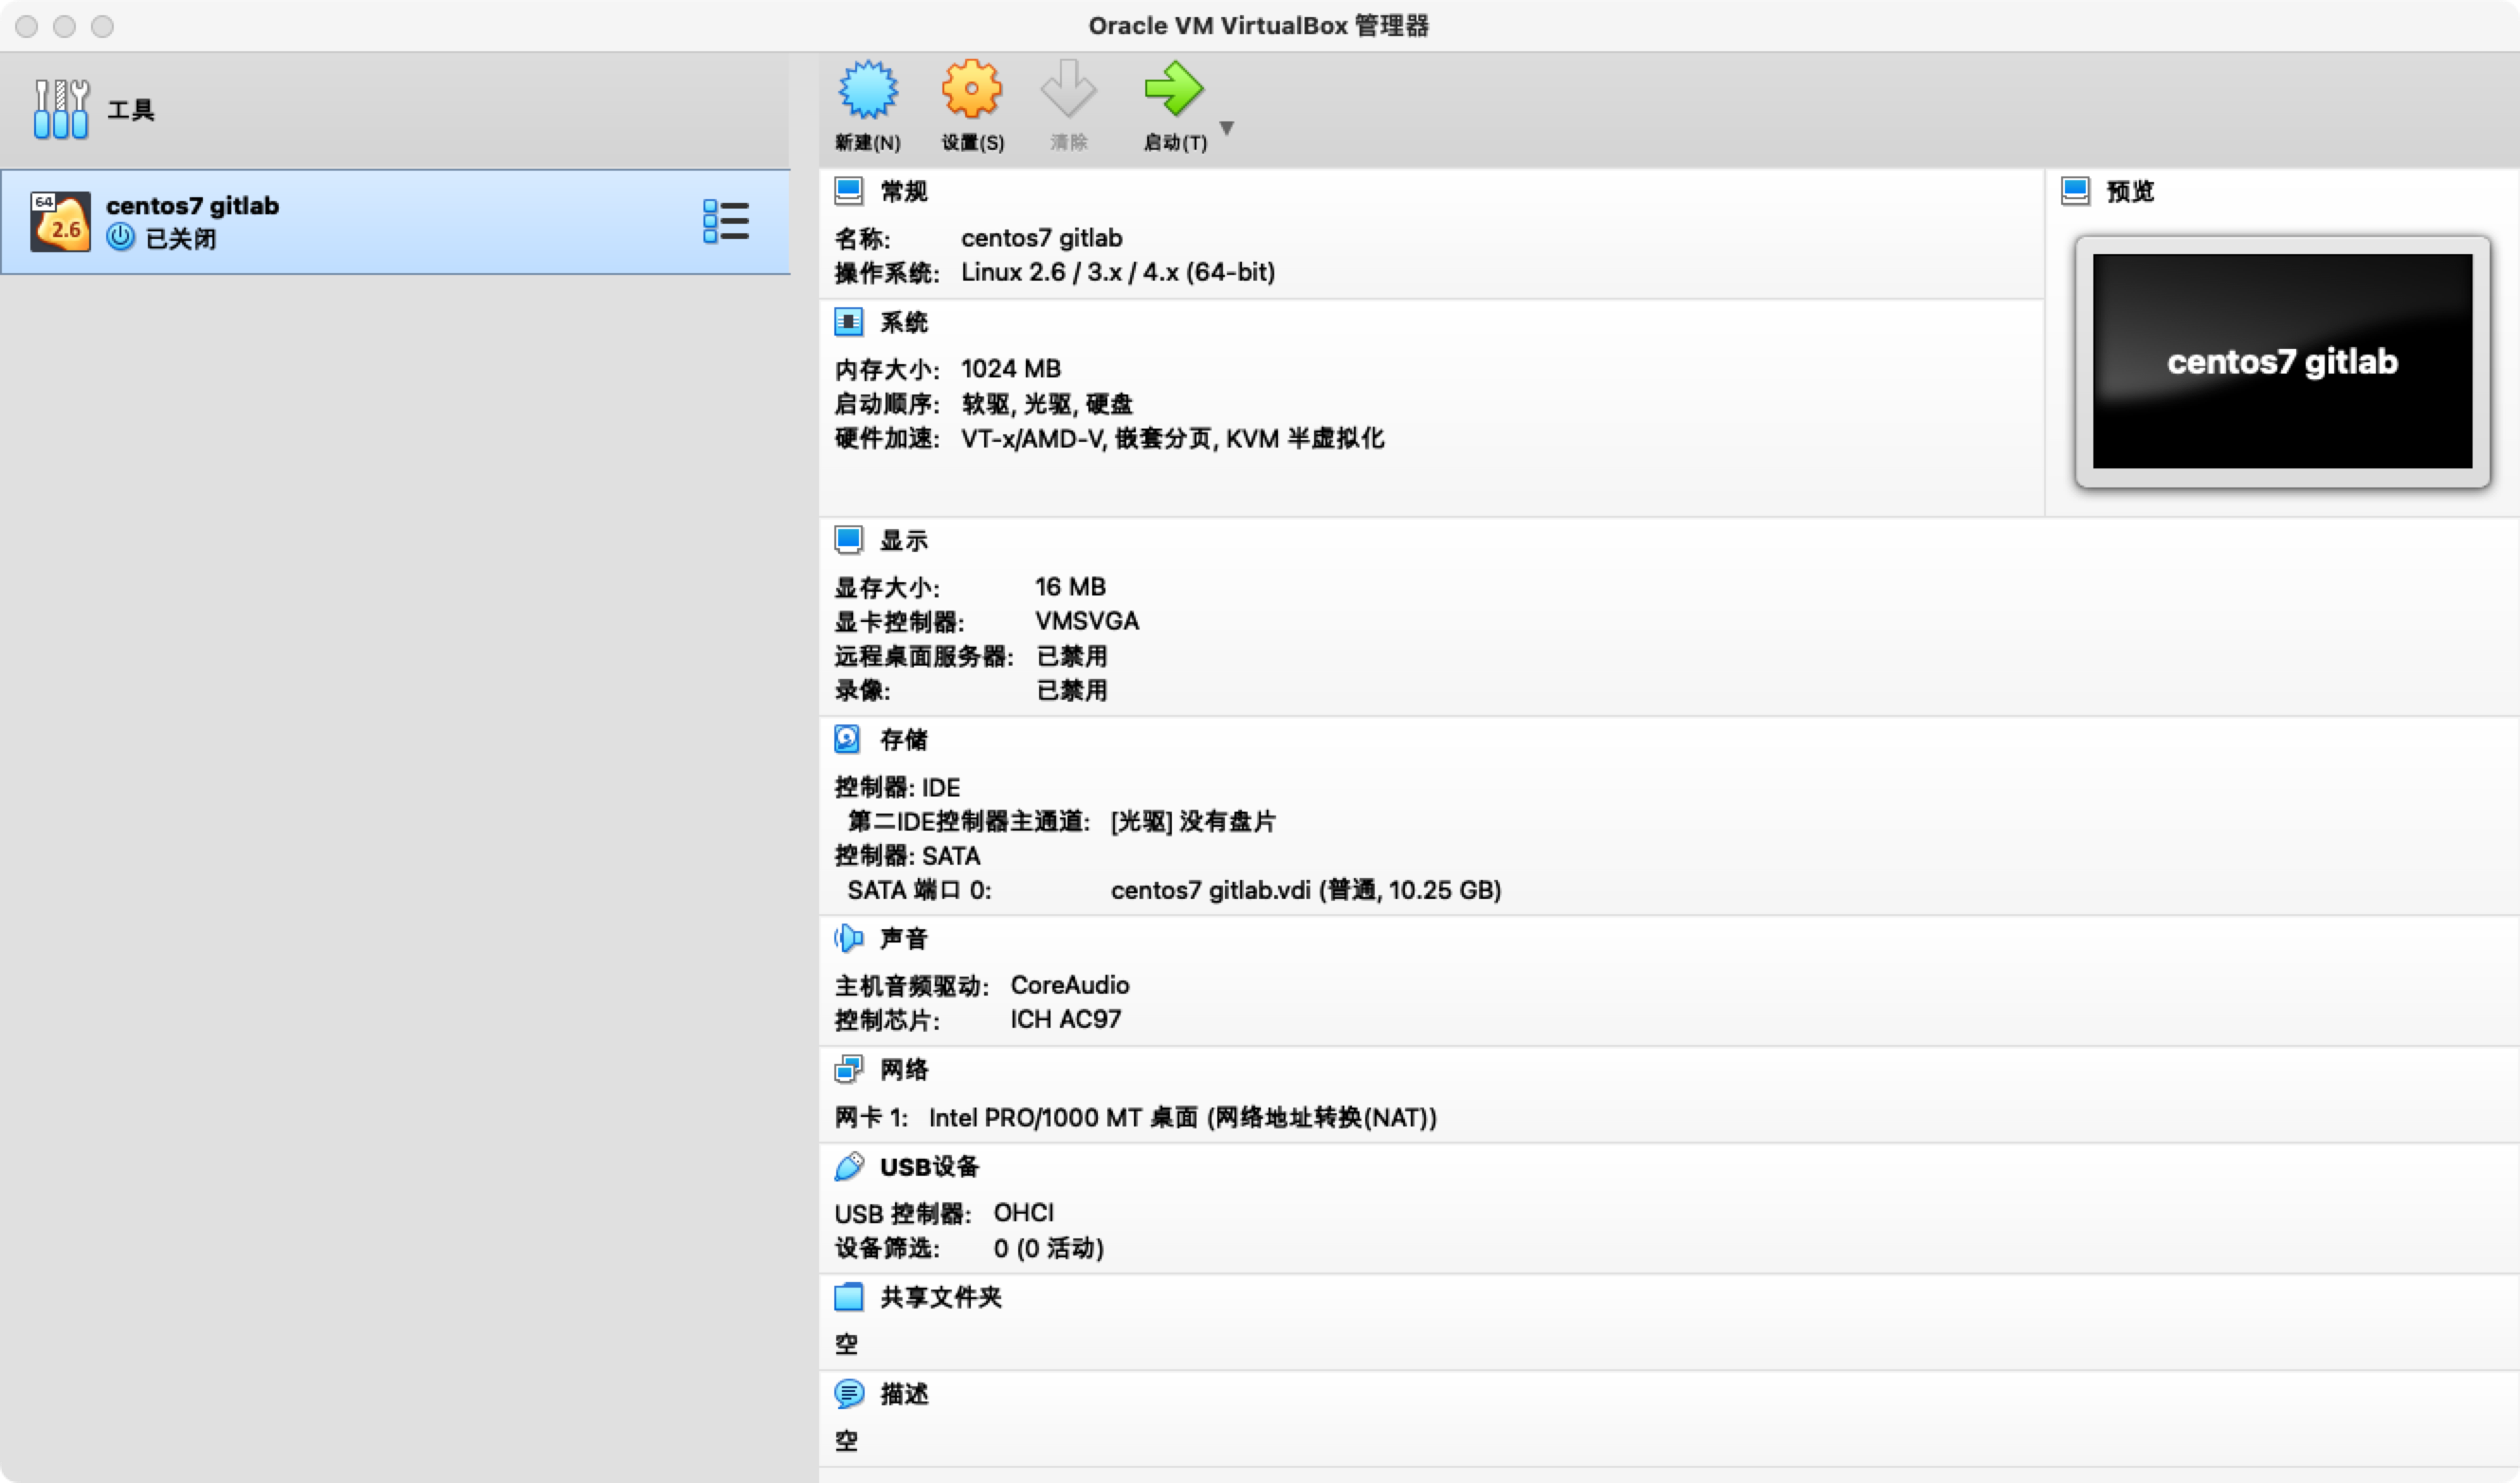 Oracle VM VirtualBox 管理器
工具
新建(N)
设置(S)
清除
启动(T)
64
2.6
centos7 gitlab
已关闭
常规
名称: centos7 gitlab
操作系统: Linux 2.6 / 3.x / 4.x (64-bit)
预览
centos7 gitlab
系统
内存大小: 1024 MB
启动顺序: 软驱, 光驱, 硬盘
硬件加速: VT-x/AMD-V, 嵌套分页, KVM 半虚拟化
显示
显存大小: 16 MB
显卡控制器: VMSVGA
远程桌面服务器: 已禁用
录像: 已禁用
存储
控制器: IDE
第二IDE控制器主通道: [光驱] 没有盘片
控制器: SATA
SATA 端口 0: centos7 gitlab.vdi (普通, 10.25 GB)
声音
主机音频驱动: CoreAudio
控制芯片: ICH AC97
网络
网卡 1: Intel PRO/1000 MT 桌面 (网络地址转换(NAT))
USB设备
USB 控制器: OHCI
设备筛选: 0 (0 活动)
共享文件夹
空
描述
空